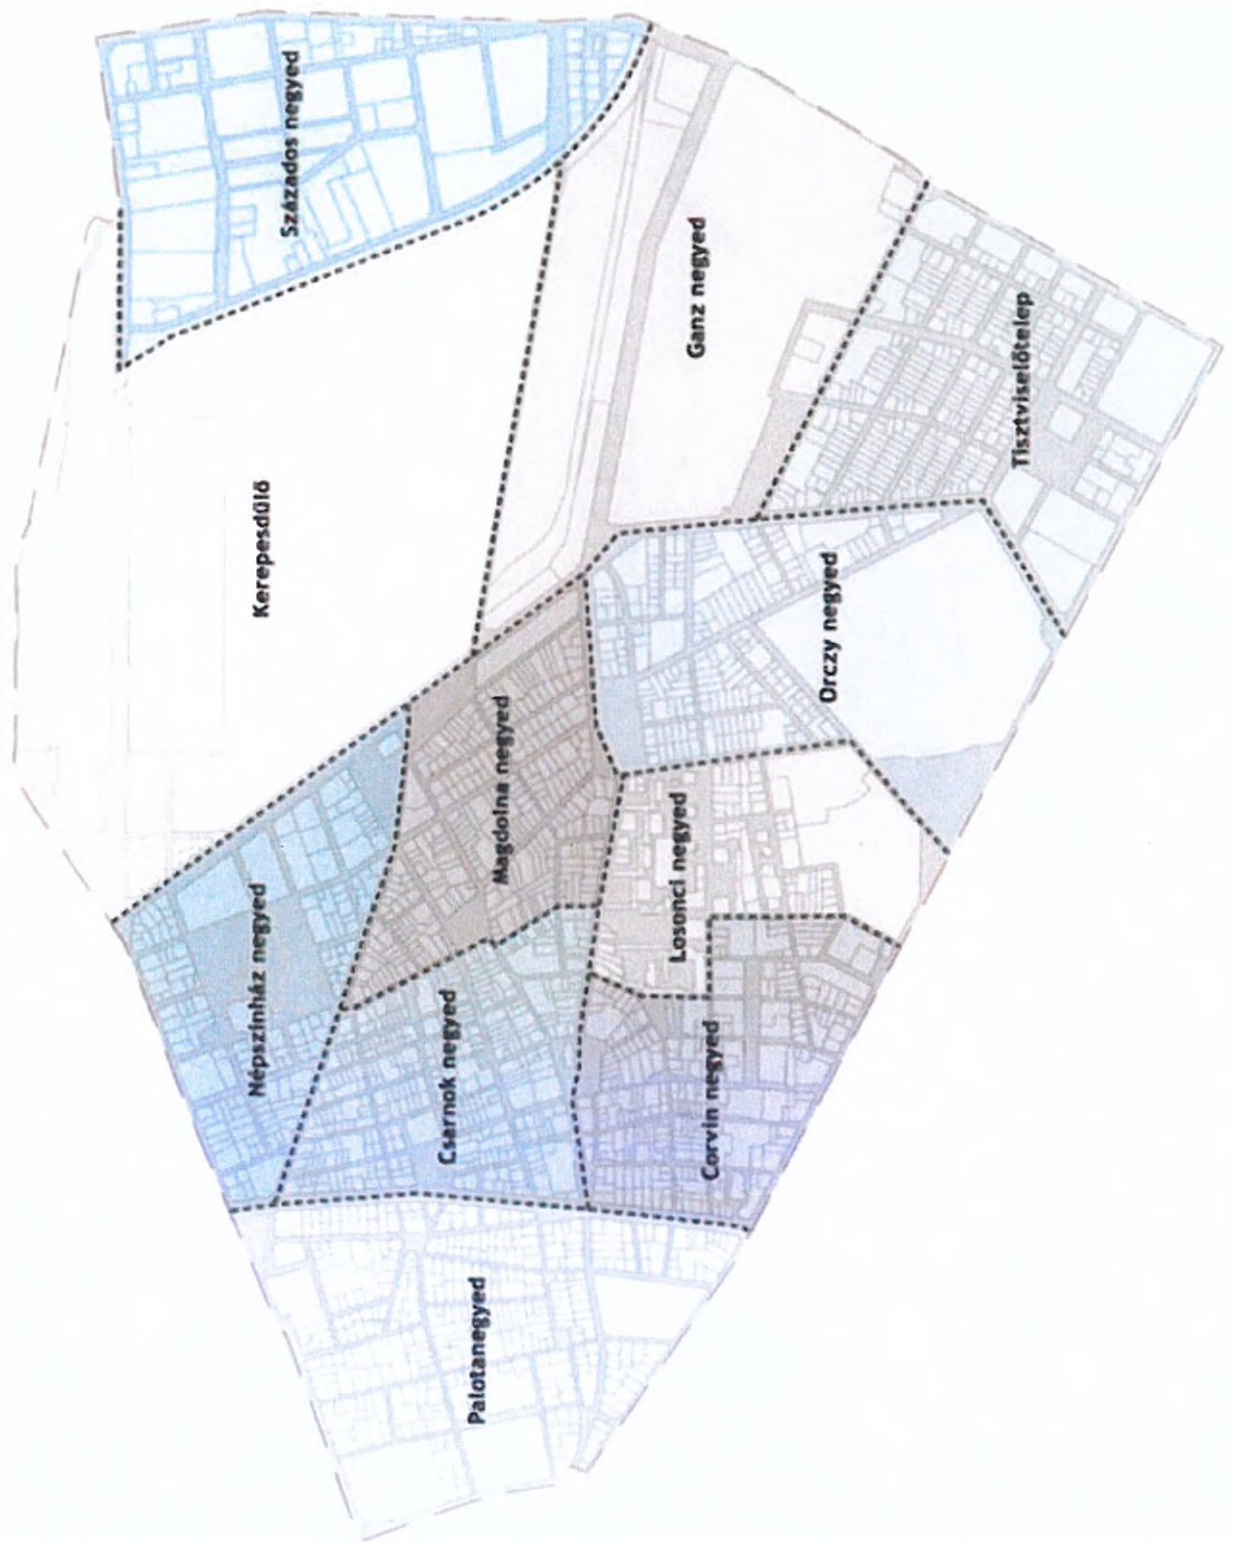 Százados negyed
Kerepesdűlő
Ganz negyed
Tisztviselőtelep
Népszínház negyed
Magdolna negyed
Orczy negyed
Csarnok negyed
Losonci negyed
Corvin negyed
Palotanegyed